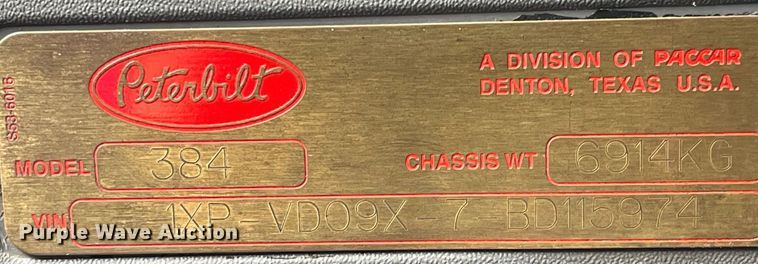 Peterbilt
A DIVISION OF PACCAR
DENTON, TEXAS U.S.A.
S53-6016
MODEL 384 CHASSIS WT 6914KG
VIN 1XP-VD09X-7 BD115974
Purple Wave Auction